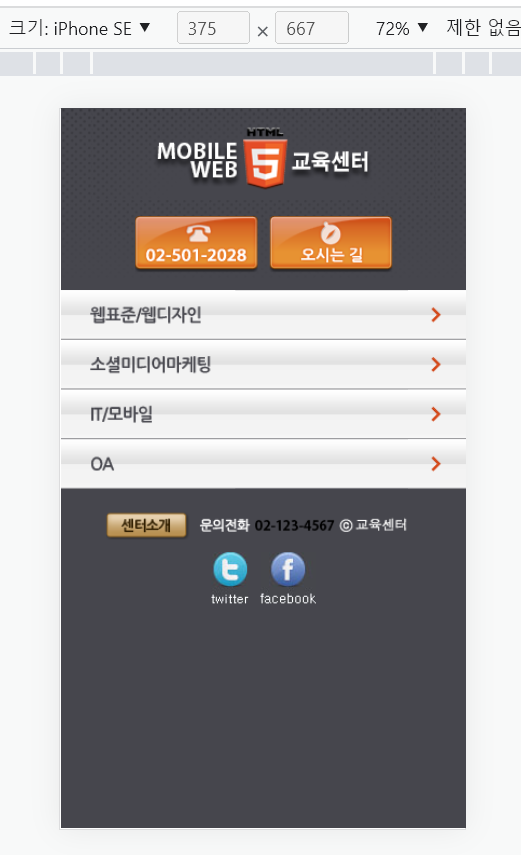 크기: iPhone SE ▼ 375 × 667 72% ▼ 제한 없음
HTML
MOBILE
WEB 5 교육센터
02-501-2028 오시는 길
웹표준/웹디자인
소셜미디어마케팅
IT/모바일
OA
센터소개 문의전화 02-123-4567 ⓒ 교육센터
twitter facebook